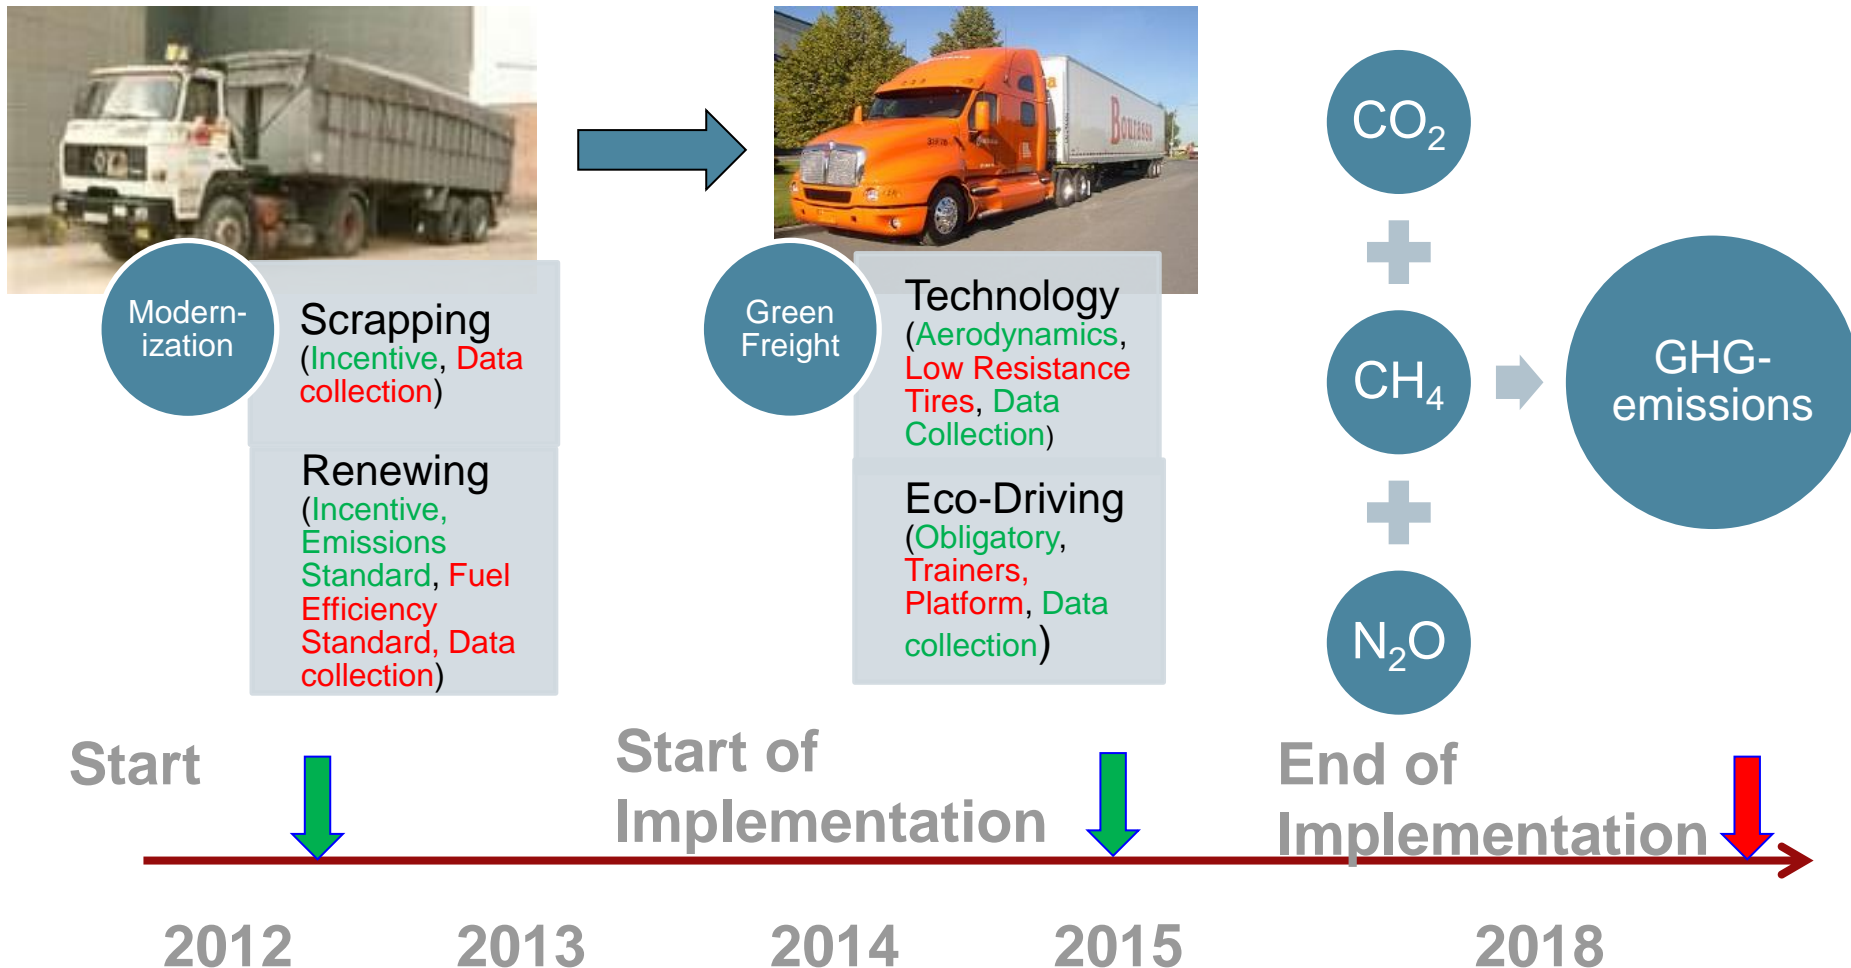 Bourassa
Modern-
ization
Scrapping
(Incentive, Data
collection)
Renewing
(Incentive,
Emissions
Standard, Fuel
Efficiency
Standard, Data
collection)
Green
Freight
Technology
(Aerodynamics,
Low Resistance
Tires, Data
Collection)
Eco-Driving
(Obligatory,
Trainers,
Platform, Data
collection)
CO₂
CH₄
N₂O
GHG-
emissions
Start
Start of
Implementation
End of
Implementation
2012
2013
2014
2015
2018